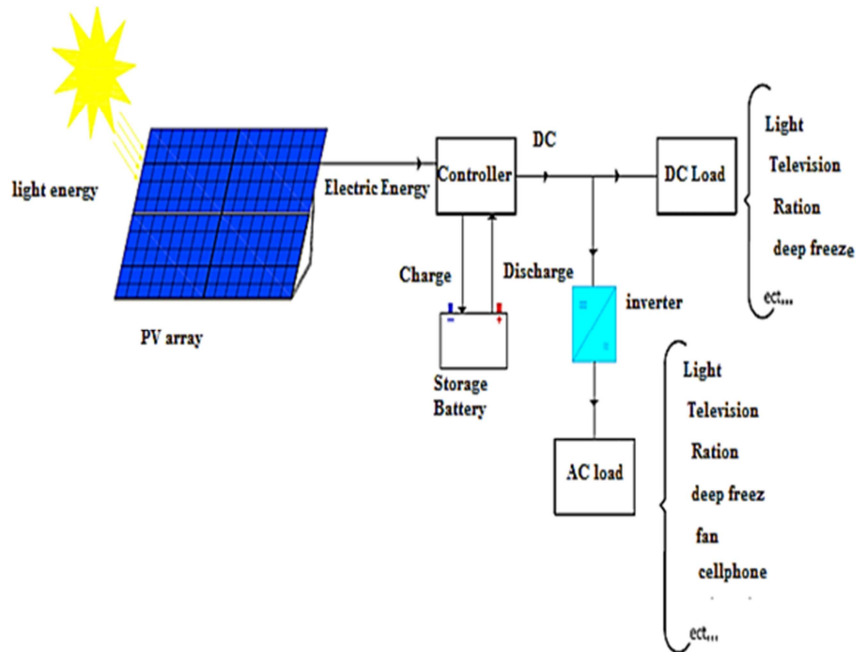 light energy
PV array
Electric Energy
Controller
DC
DC Load
Light
Television
Ration
deep freeze
ect,,,
Charge
Discharge
Storage
Battery
inverter
AC load
Light
Television
Ration
deep freez
fan
cellphone
ect,,,